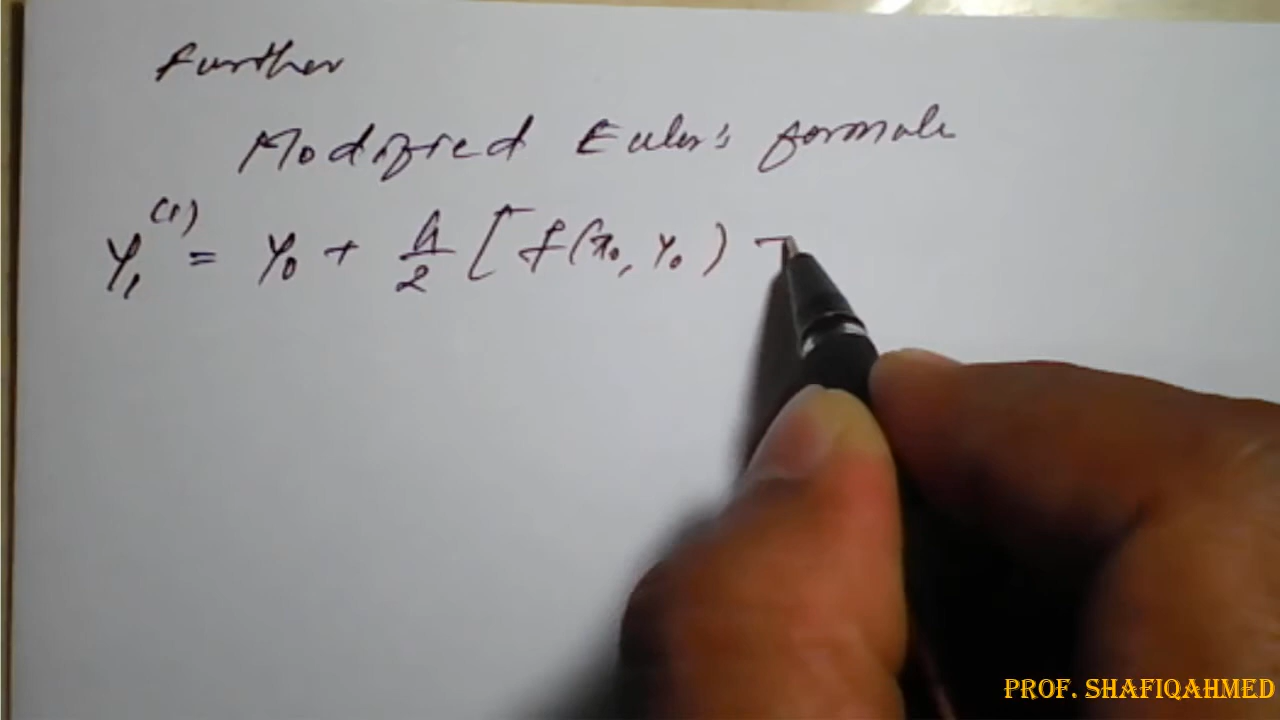 Further
Modified Euler's formula
y₁⁽¹⁾ = y₀ + h/2 [ f(x₀, y₀)
PROF. SHAFIQAHMED